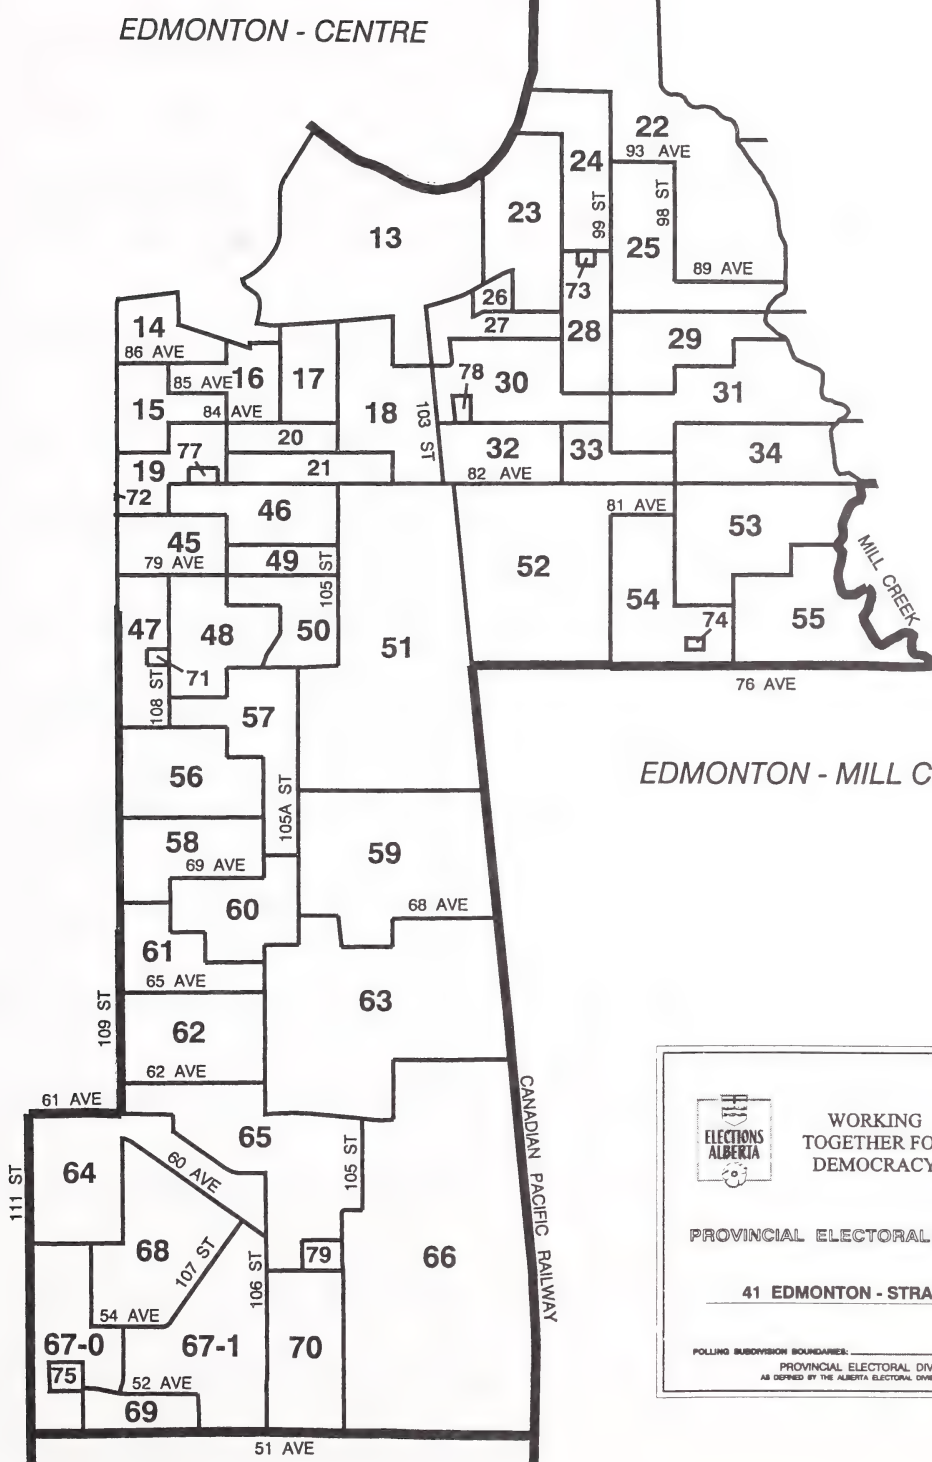 EDMONTON - CENTRE
22
93 AVE
24
23
99 ST
98 ST
25
13
89 AVE
26
73
14
27
28
29
86 AVE
85 AVE
16
17
78
30
31
15
84 AVE
18
103 ST
20
77
32
33
34
19
21
82 AVE
72
46
81 AVE
53
45
79 AVE
49
105 ST
52
MILL CREEK
54
47
48
50
51
74
55
71
108 ST
76 AVE
57
56
EDMONTON - MILL C
105A ST
58
59
69 AVE
60
68 AVE
61
65 AVE
63
109 ST
62
62 AVE
61 AVE
CANADIAN PACIFIC RAILWAY
65
64
60 AVE
105 ST
111 ST
68
107 ST
106 ST
79
66
54 AVE
67-0
67-1
70
75
52 AVE
69
51 AVE
ELECTIONS
ALBERTA
WORKING
TOGETHER FO
DEMOCRACY
PROVINCIAL ELECTORAL
41 EDMONTON - STRA
POLLING SUBDIVISION BOUNDARIES:
PROVINCIAL ELECTORAL DIV
AS DEFINED BY THE ALBERTA ELECTORAL DIVI